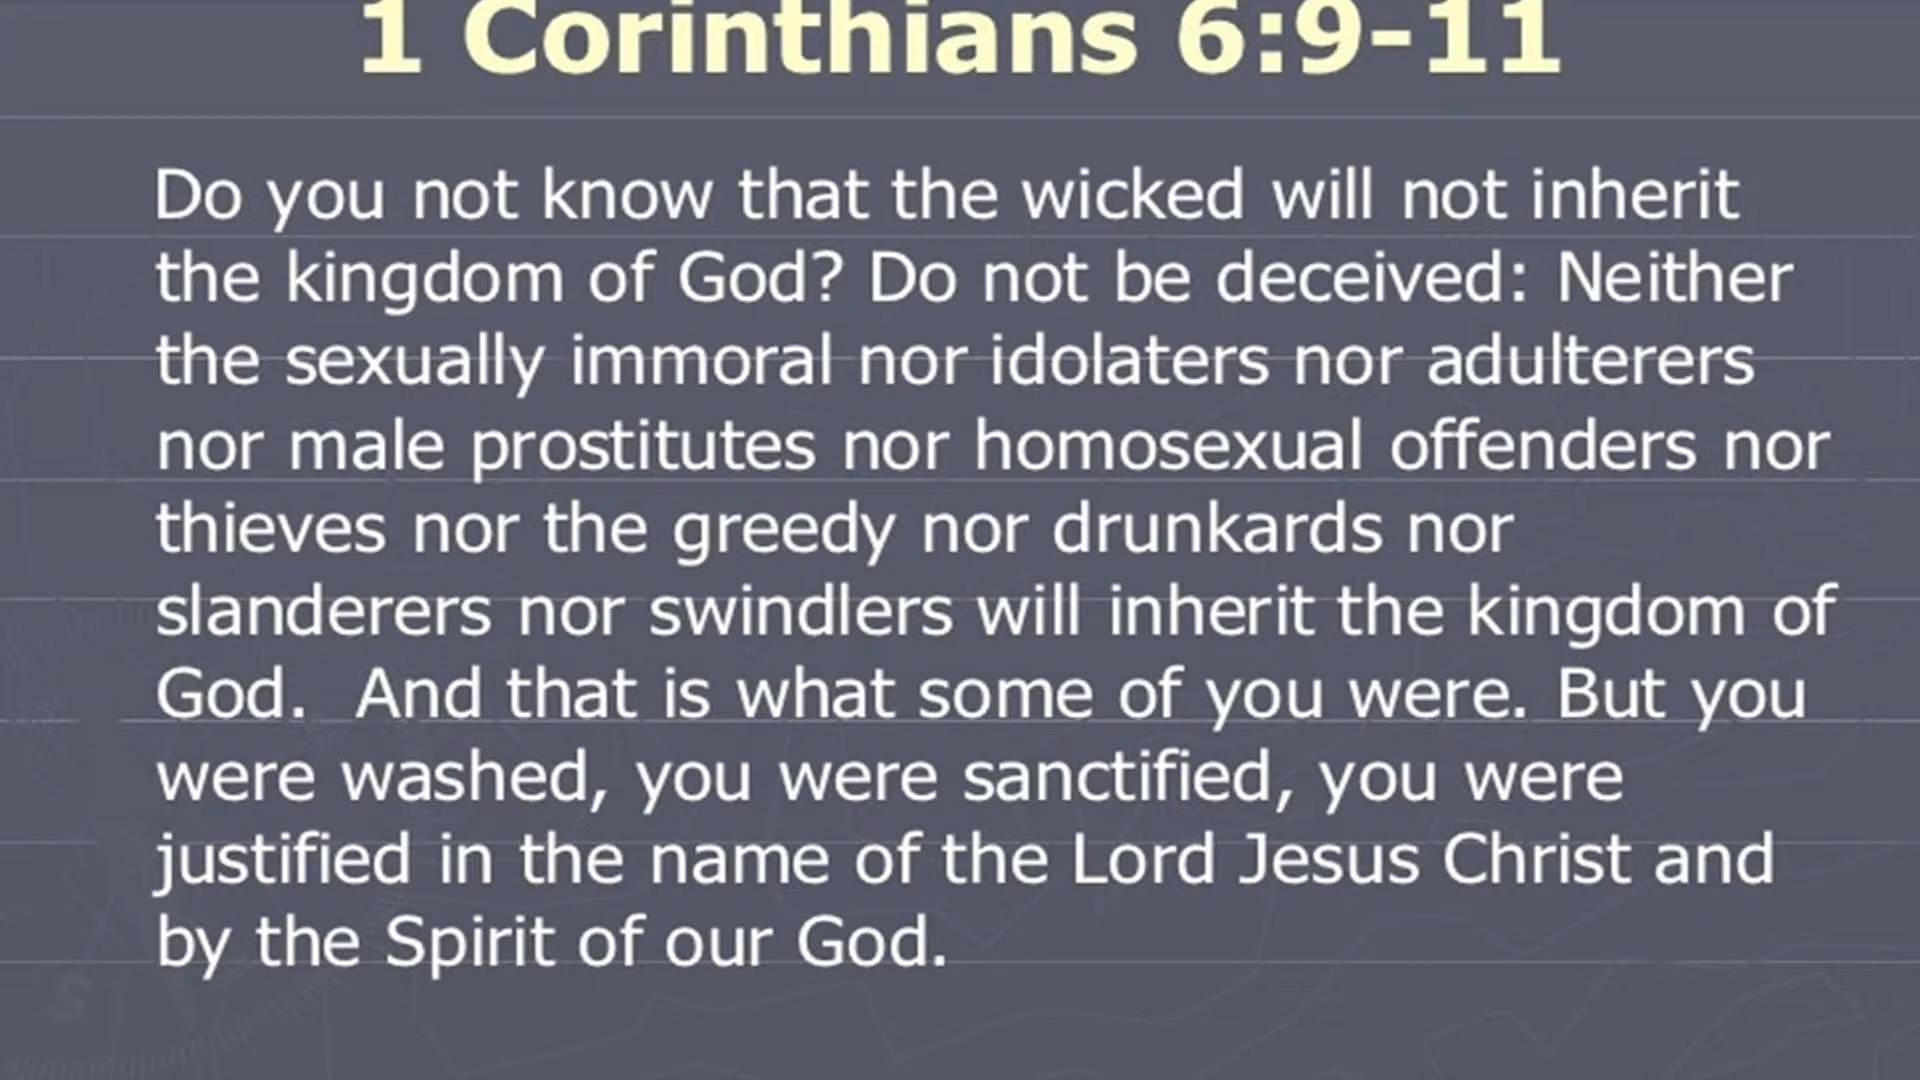 1 Corinthians 6:9-11
Do you not know that the wicked will not inherit
the kingdom of God? Do not be deceived: Neither
the sexually immoral nor idolaters nor adulterers
nor male prostitutes nor homosexual offenders nor
thieves nor the greedy nor drunkards nor
slanderers nor swindlers will inherit the kingdom of
God.  And that is what some of you were. But you
were washed, you were sanctified, you were
justified in the name of the Lord Jesus Christ and
by the Spirit of our God.
S